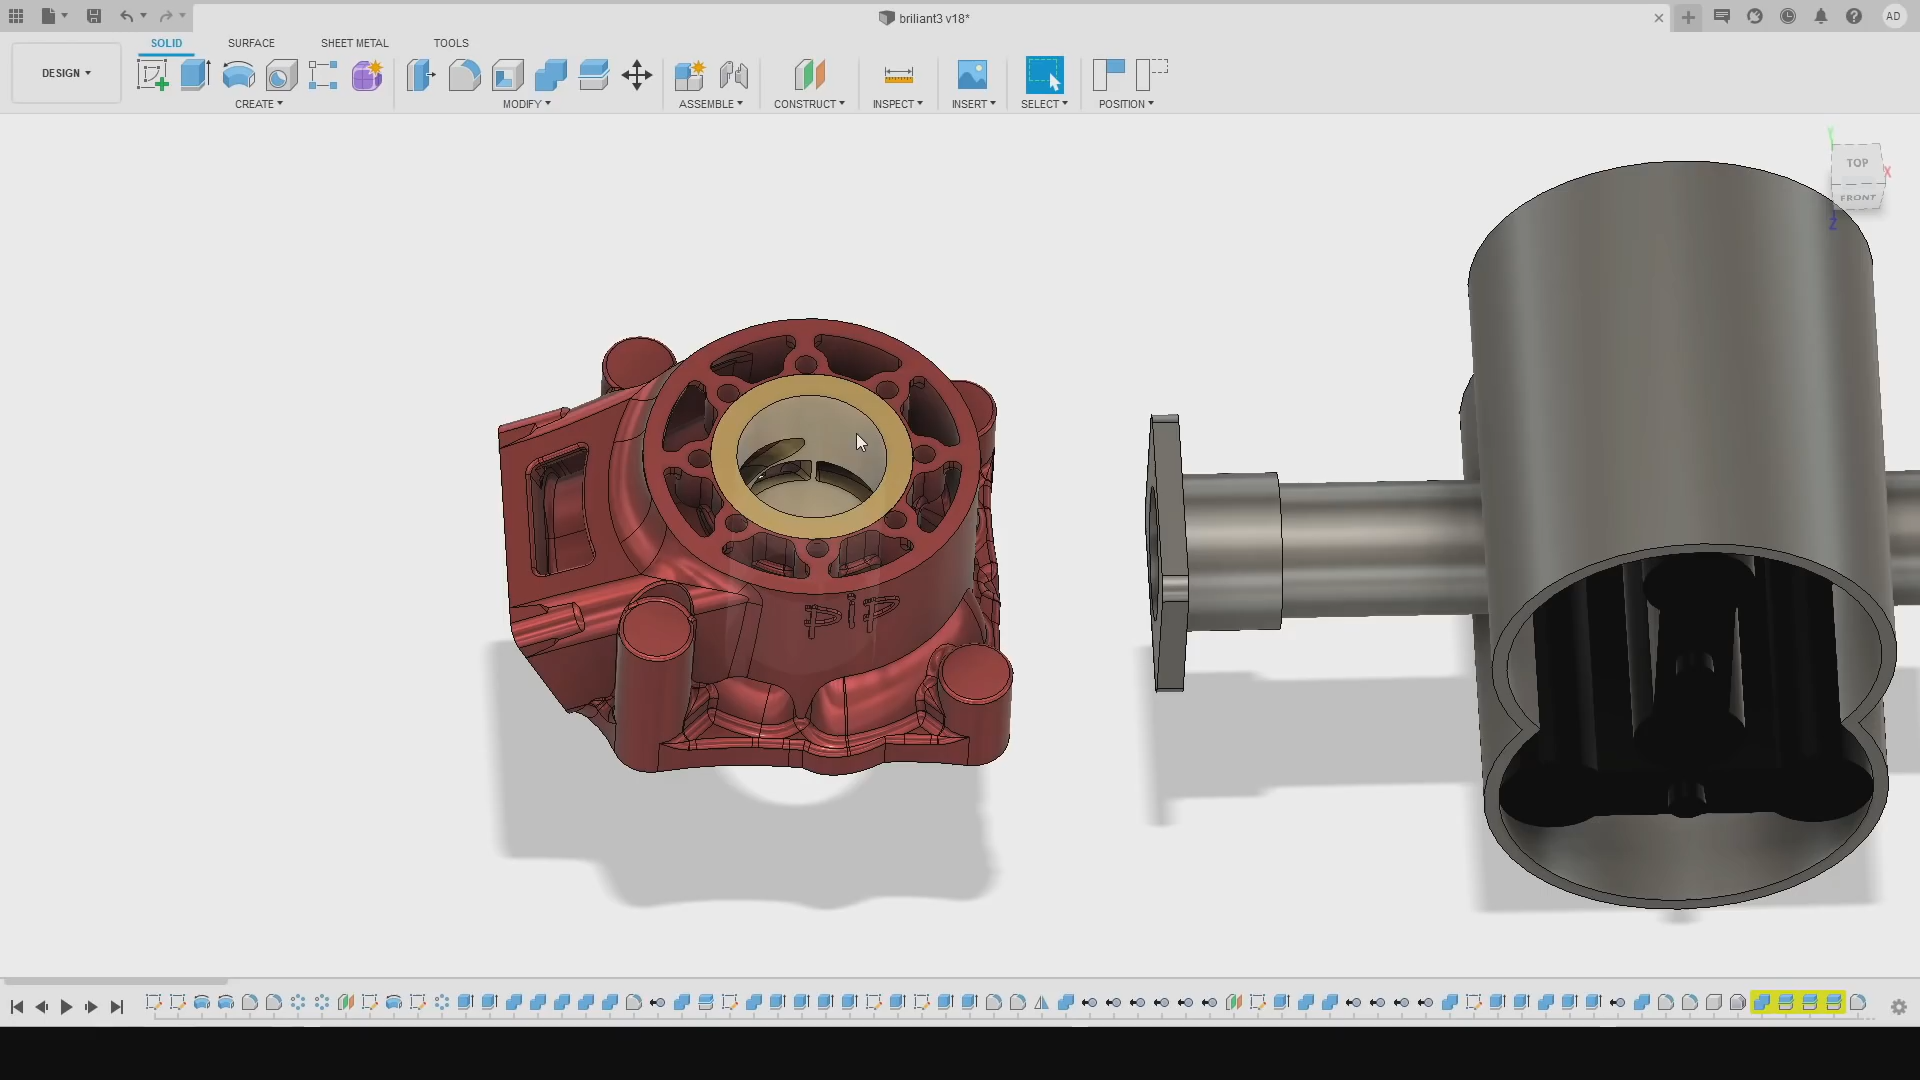 briliant3 v18*
AD
SOLID
SURFACE
SHEET METAL
TOOLS
DESIGN
CREATE
MODIFY
ASSEMBLE
CONSTRUCT
INSPECT
INSERT
SELECT
POSITION
Y
TOP
X
FRONT
Z
PIP